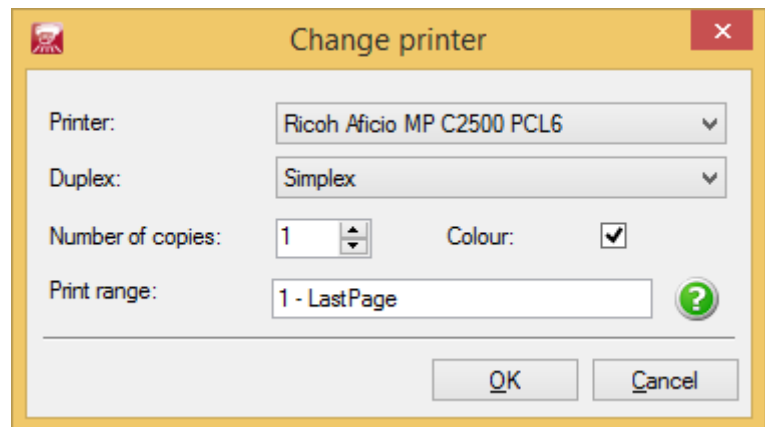 Change printer
Printer: Ricoh Aficio MP C2500 PCL6
Duplex: Simplex
Number of copies: 1 Colour:
Print range: 1 - LastPage
OK Cancel